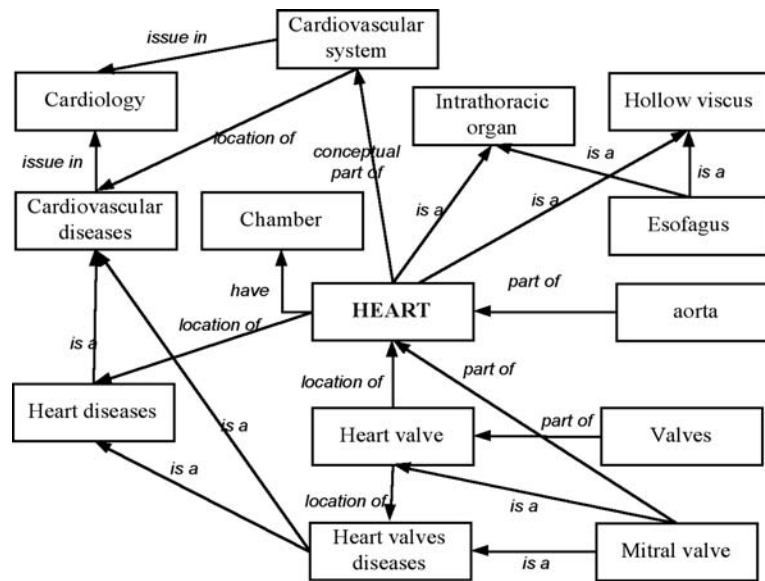 Cardiovascular
system
issue in
Cardiology
Intrathoracic
organ
Hollow viscus
location of
conceptual
part of
is a
issue in
is a
is a
is a
Cardiovascular
diseases
Chamber
Esofagus
have
part of
HEART
aorta
location of
is a
location of
part of
Heart diseases
Heart valve
part of
Valves
is a
is a
location of
is a
Heart valves
diseases
is a
Mitral valve